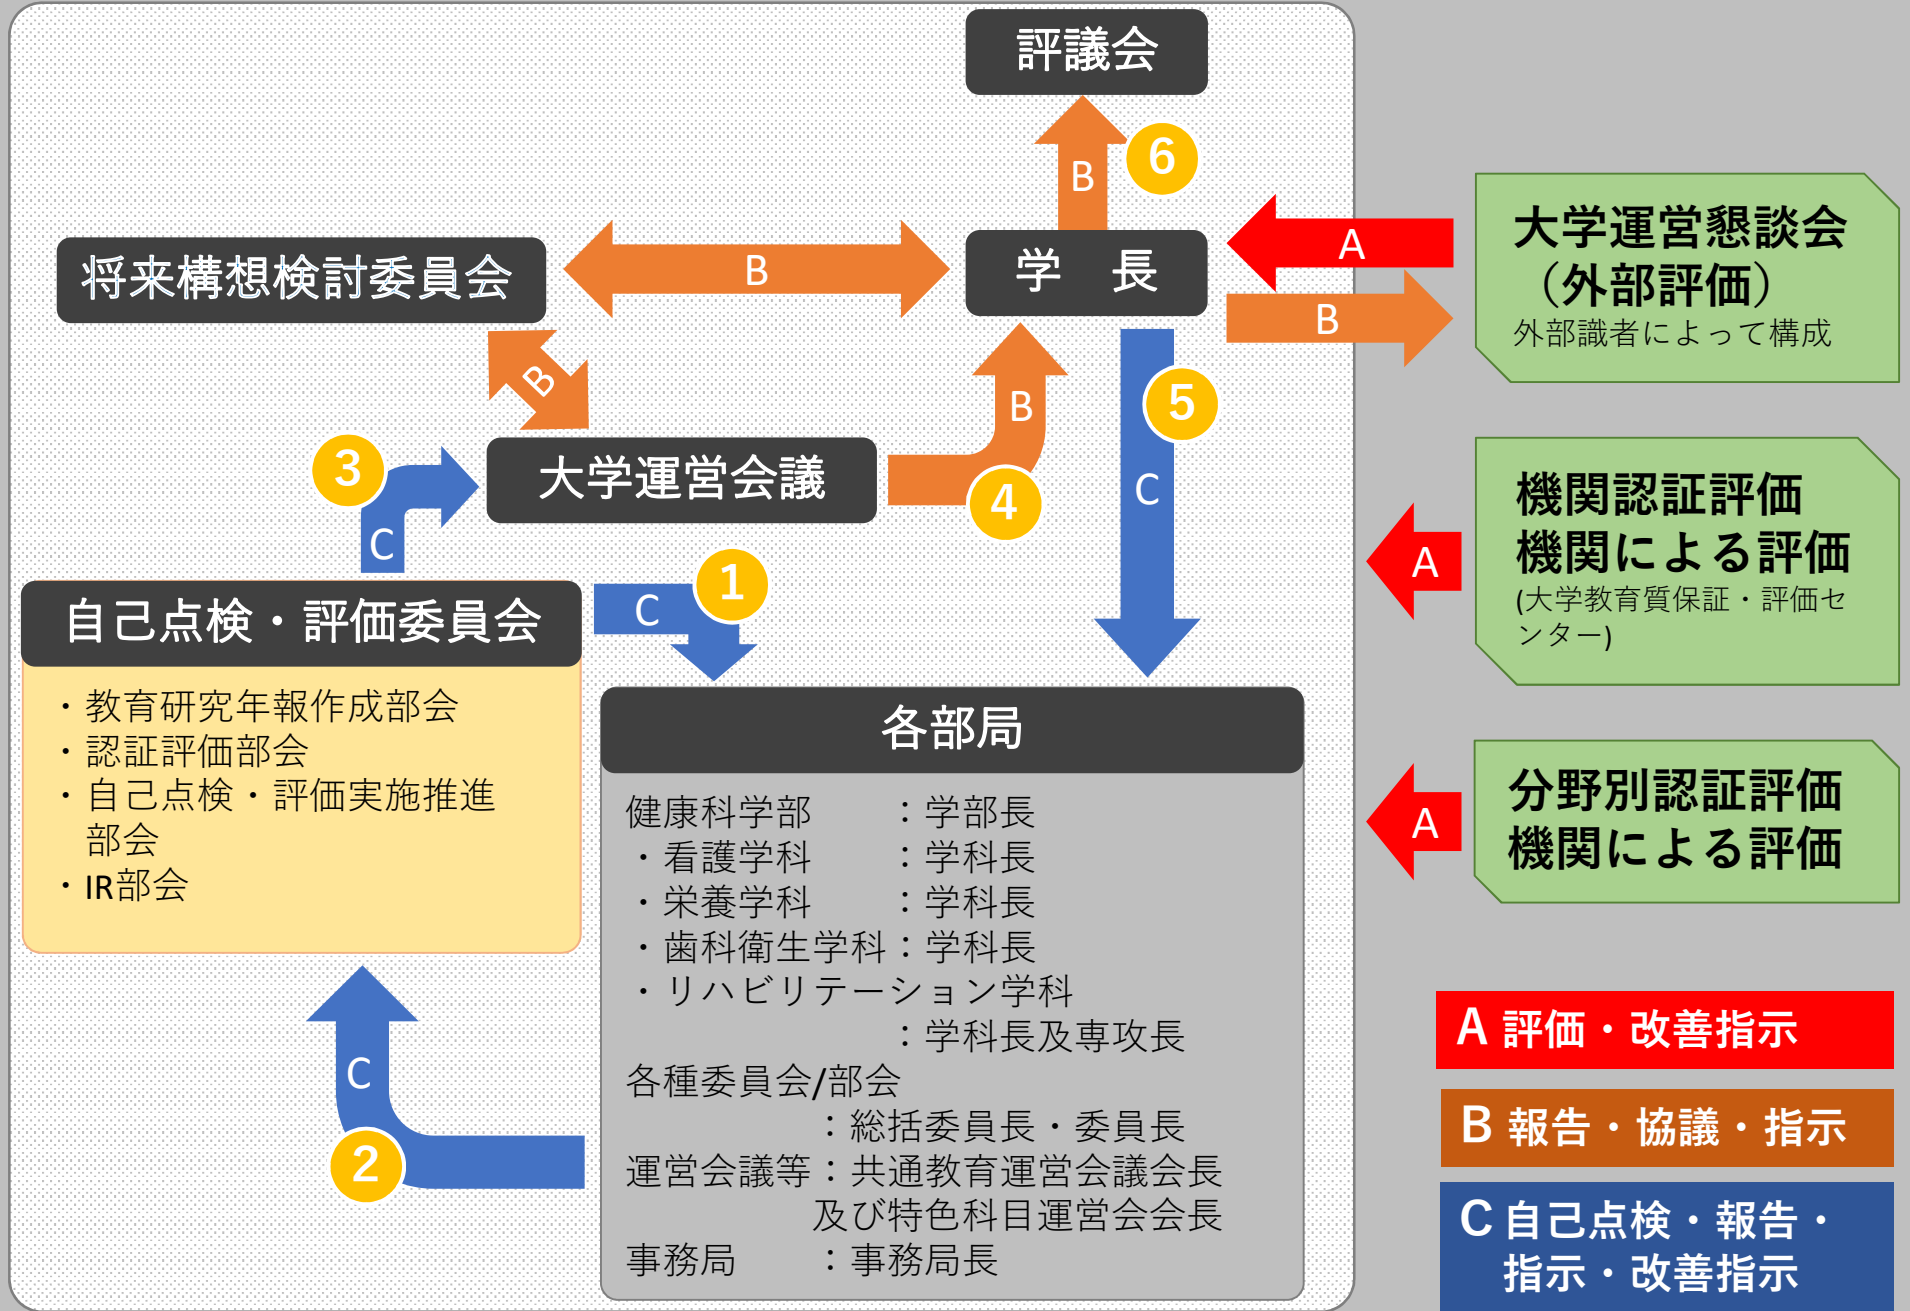 評議会
6
B
将来構想検討委員会
B
学　長
A
B
大学運営懇談会
（外部評価）
外部識者によって構成
B
3
C
大学運営会議
B
4
5
C
機関認証評価
機関による評価
(大学教育質保証・評価セ
ンター)
A
1
C
自己点検・評価委員会
・教育研究年報作成部会
・認証評価部会
・自己点検・評価実施推進
部会
・IR部会
各部局
健康科学部　　：学部長
・看護学科　　：学科長
・栄養学科　　：学科長
・歯科衛生学科：学科長
・リハビリテーション学科
：学科長及専攻長
各種委員会/部会
：総括委員長・委員長
運営会議等：共通教育運営会議会長
及び特色科目運営会会長
事務局　　：事務局長
A
分野別認証評価
機関による評価
C
2
A 評価・改善指示
B 報告・協議・指示
C 自己点検・報告・
指示・改善指示